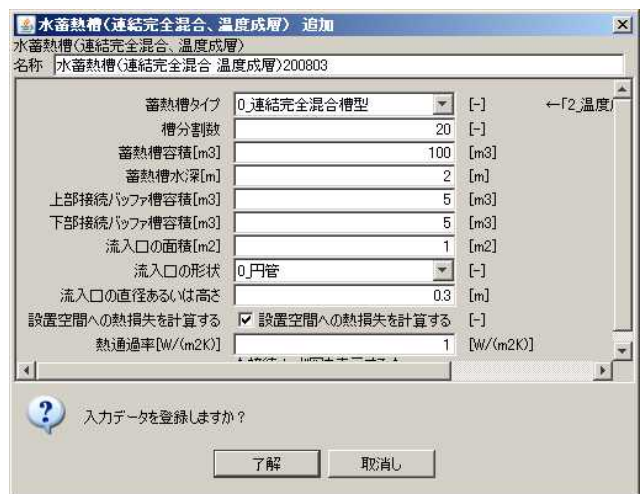 水蓄熱槽(連結完全混合、温度成層) 追加
水蓄熱槽(連結完全混合、温度成層)
名称 水蓄熱槽(連結完全混合 温度成層)200803
蓄熱槽タイプ 0_連結完全混合槽型 [-] ←「2_温度
槽分割数 20 [-]
蓄熱槽容積[m3] 100 [m3]
蓄熱槽水深[m] 2 [m]
上部接続バッファ槽容積[m3] 5 [m3]
下部接続バッファ槽容積[m3] 5 [m3]
流入口の面積[m2] 1 [m2]
流入口の形状 0_円管 [-]
流入口の直径あるいは高さ 0.3 [m]
設置空間への熱損失を計算する 設置空間への熱損失を計算する [-]
熱通過率[W/(m2K)] 1 [W/(m2K)]
入力データを登録しますか?
了解 取消し